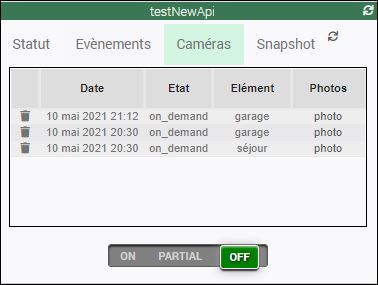 testNewApi
Statut Evènements Caméras Snapshot
Date Etat Elément Photos
10 mai 2021 21:12 on_demand garage photo
10 mai 2021 20:30 on_demand garage photo
10 mai 2021 20:30 on_demand séjour photo
ON PARTIAL OFF